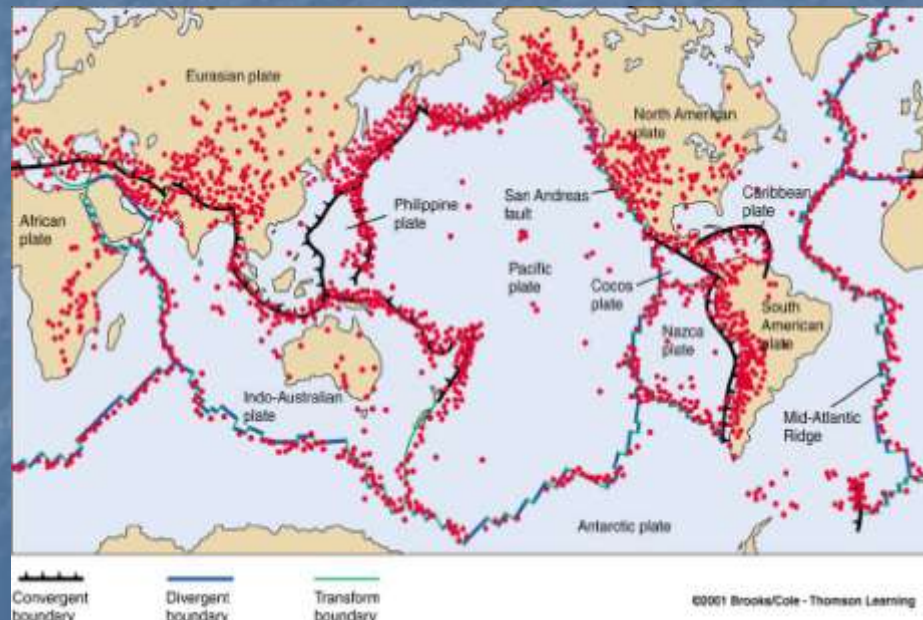 Eurasian plate
North American
plate
San Andreas
fault
Caribbean
plate
Philippine
plate
African
plate
Pacific
plate
Cocos
plate
South
American
plate
Nazca
plate
Indo-Australian
plate
Mid-Atlantic
Ridge
Antarctic plate
Convergent
boundary
Divergent
boundary
Transform
boundary
©2001 Brooks/Cole - Thomson Learning